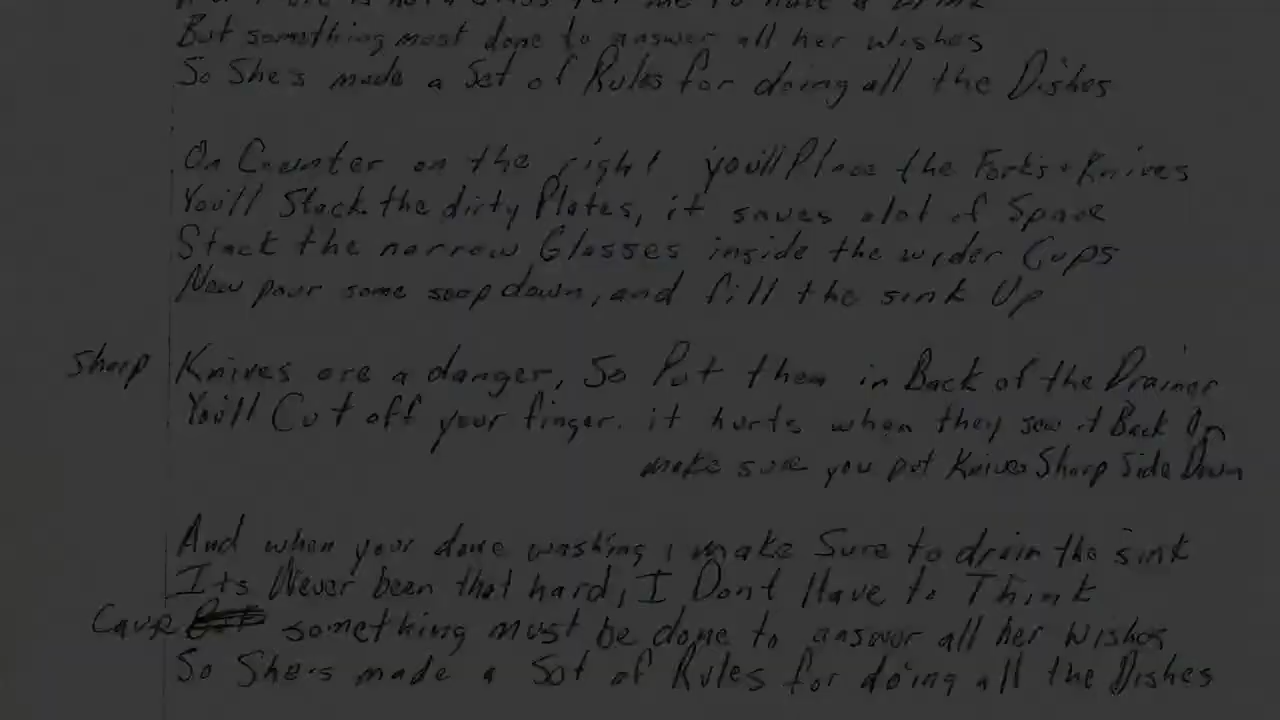 for me to have a Drink
But something most done to answer all her wishes
So She's made a Set of Rules for doing all the Dishes
On Counter on the right you'll Place the Forks + Knives
You'll Stack the dirty Plates, it saves alot of Space
Stack the narrow Glasses inside the wider Cups
Now pour some soap down, and fill the sink Up
Sharp Knives are a danger, So Put them in Back of the Drainer
You'll Cut off your finger. it hurts when they sew it Back On
make sure you put Knives Sharp Side Down
And when your done washing, make Sure to drain the sink
Its Never been that hard, I Dont Have to Think
Cause something must be done to answer all her wishes
So She's made a Set of Rules for doing all the Dishes